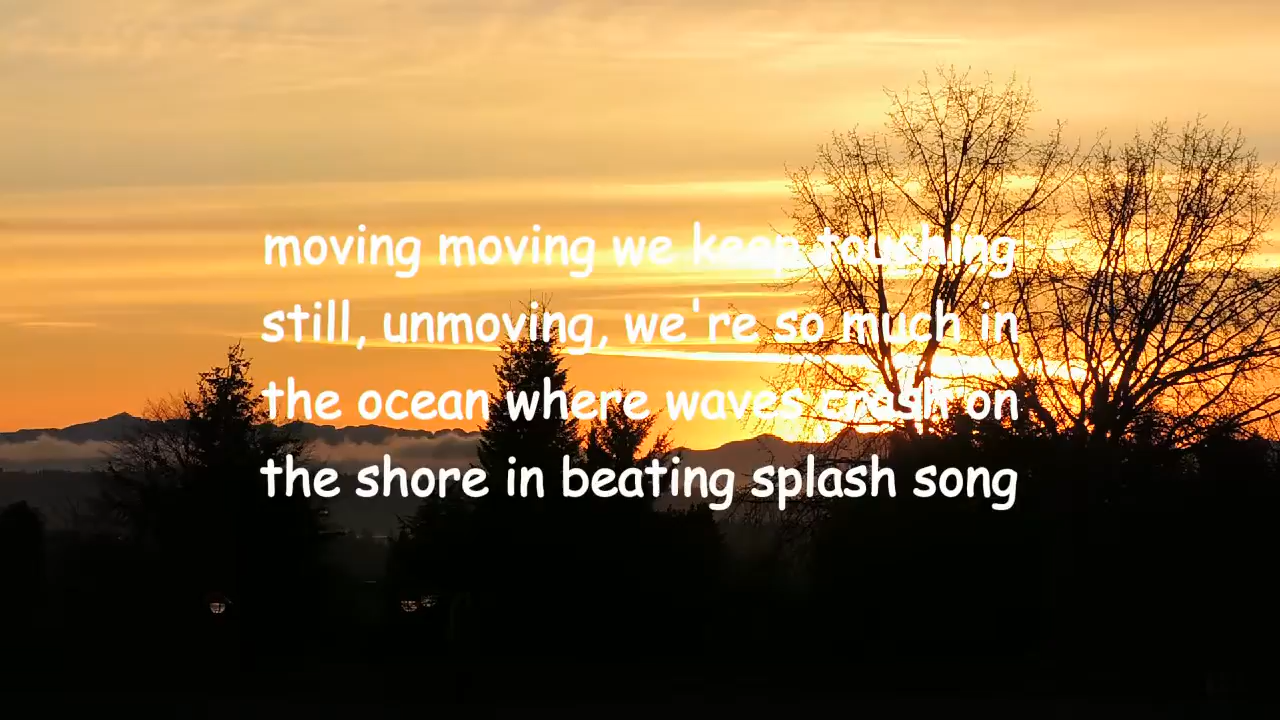 moving moving we keep touching
still, unmoving, we're so much in
the ocean where waves crash on
the shore in beating splash song